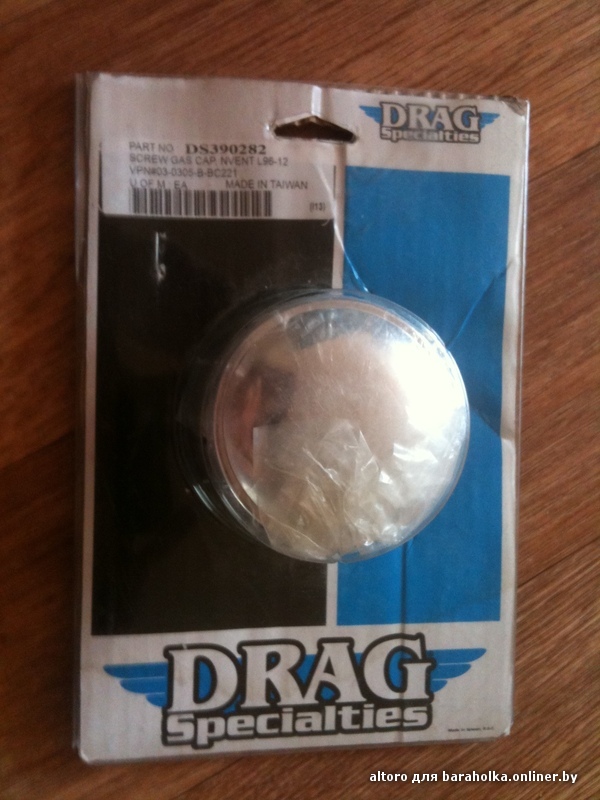 DRAG
Specialties
PART NO DS390282
SCREW GAS CAP NVENT L96-12
VPN#03-0305-B-BC221
U OF M EA MADE IN TAIWAN
(I13)
DRAG
Specialties
altoro для baraholka.onliner.by